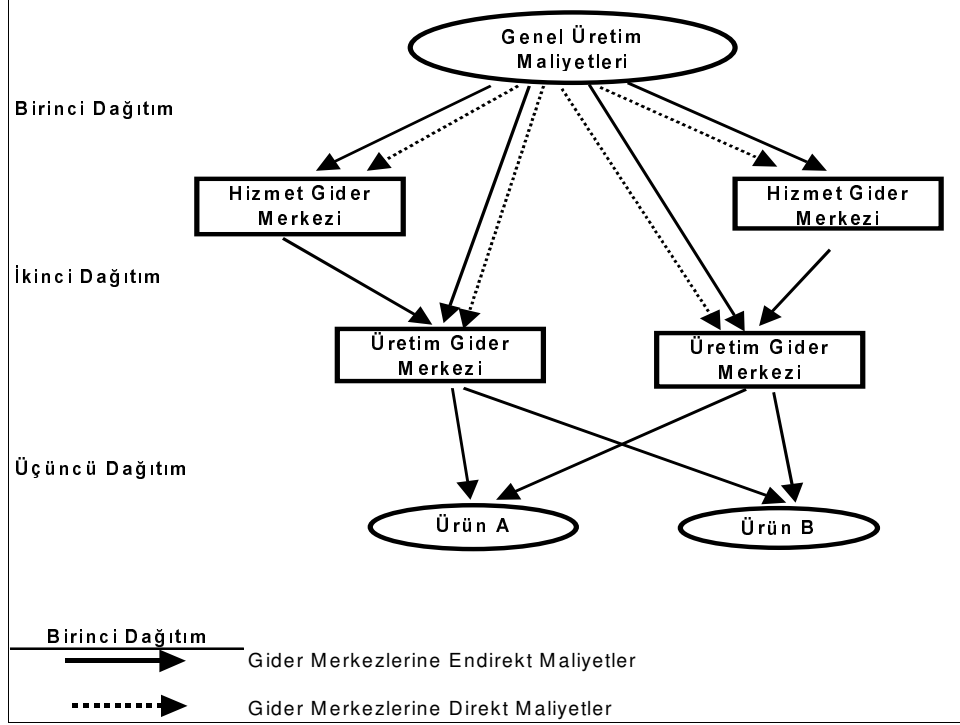 Genel Üretim
Maliyetleri
Birinci Dağıtım
Hizmet Gider
Merkezi
Hizmet Gider
Merkezi
İkinci Dağıtım
Üretim Gider
Merkezi
Üretim Gider
Merkezi
Üçüncü Dağıtım
Ürün A
Ürün B
Birinci Dağıtım
Gider Merkezlerine Endirekt Maliyetler
Gider Merkezlerine Direkt Maliyetler